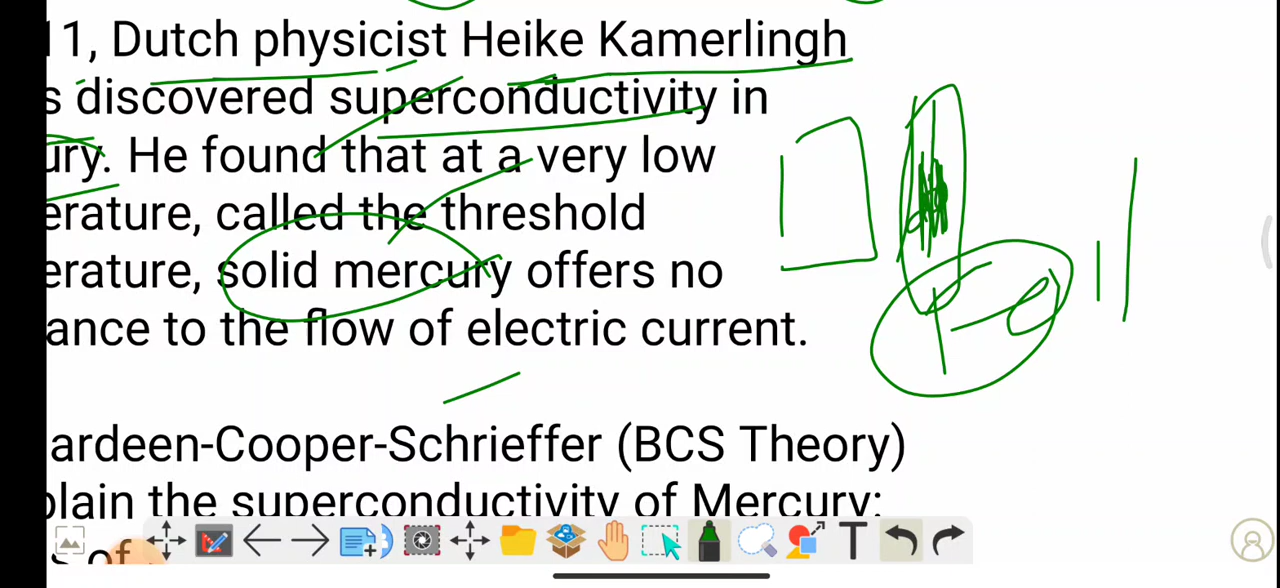 11, Dutch physicist Heike Kamerlingh
s discovered superconductivity in
ury. He found that at a very low
erature, called the threshold
erature, solid mercury offers no
ance to the flow of electric current.
ardeen-Cooper-Schrieffer (BCS Theory)
plain the superconductivity of Mercury:
s of
T